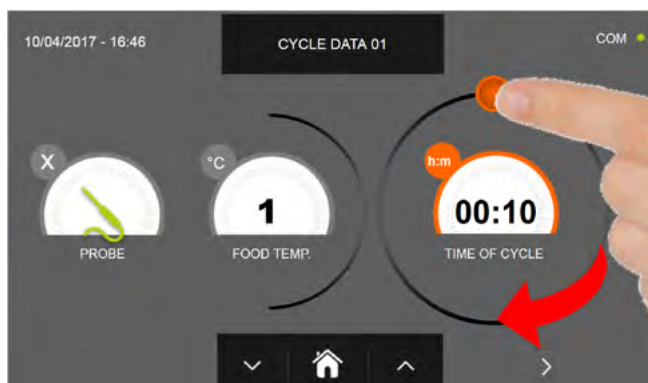 10/04/2017 - 16:46
CYCLE DATA 01
COM
X
°C
h:m
1
00:10
PROBE
FOOD TEMP.
TIME OF CYCLE